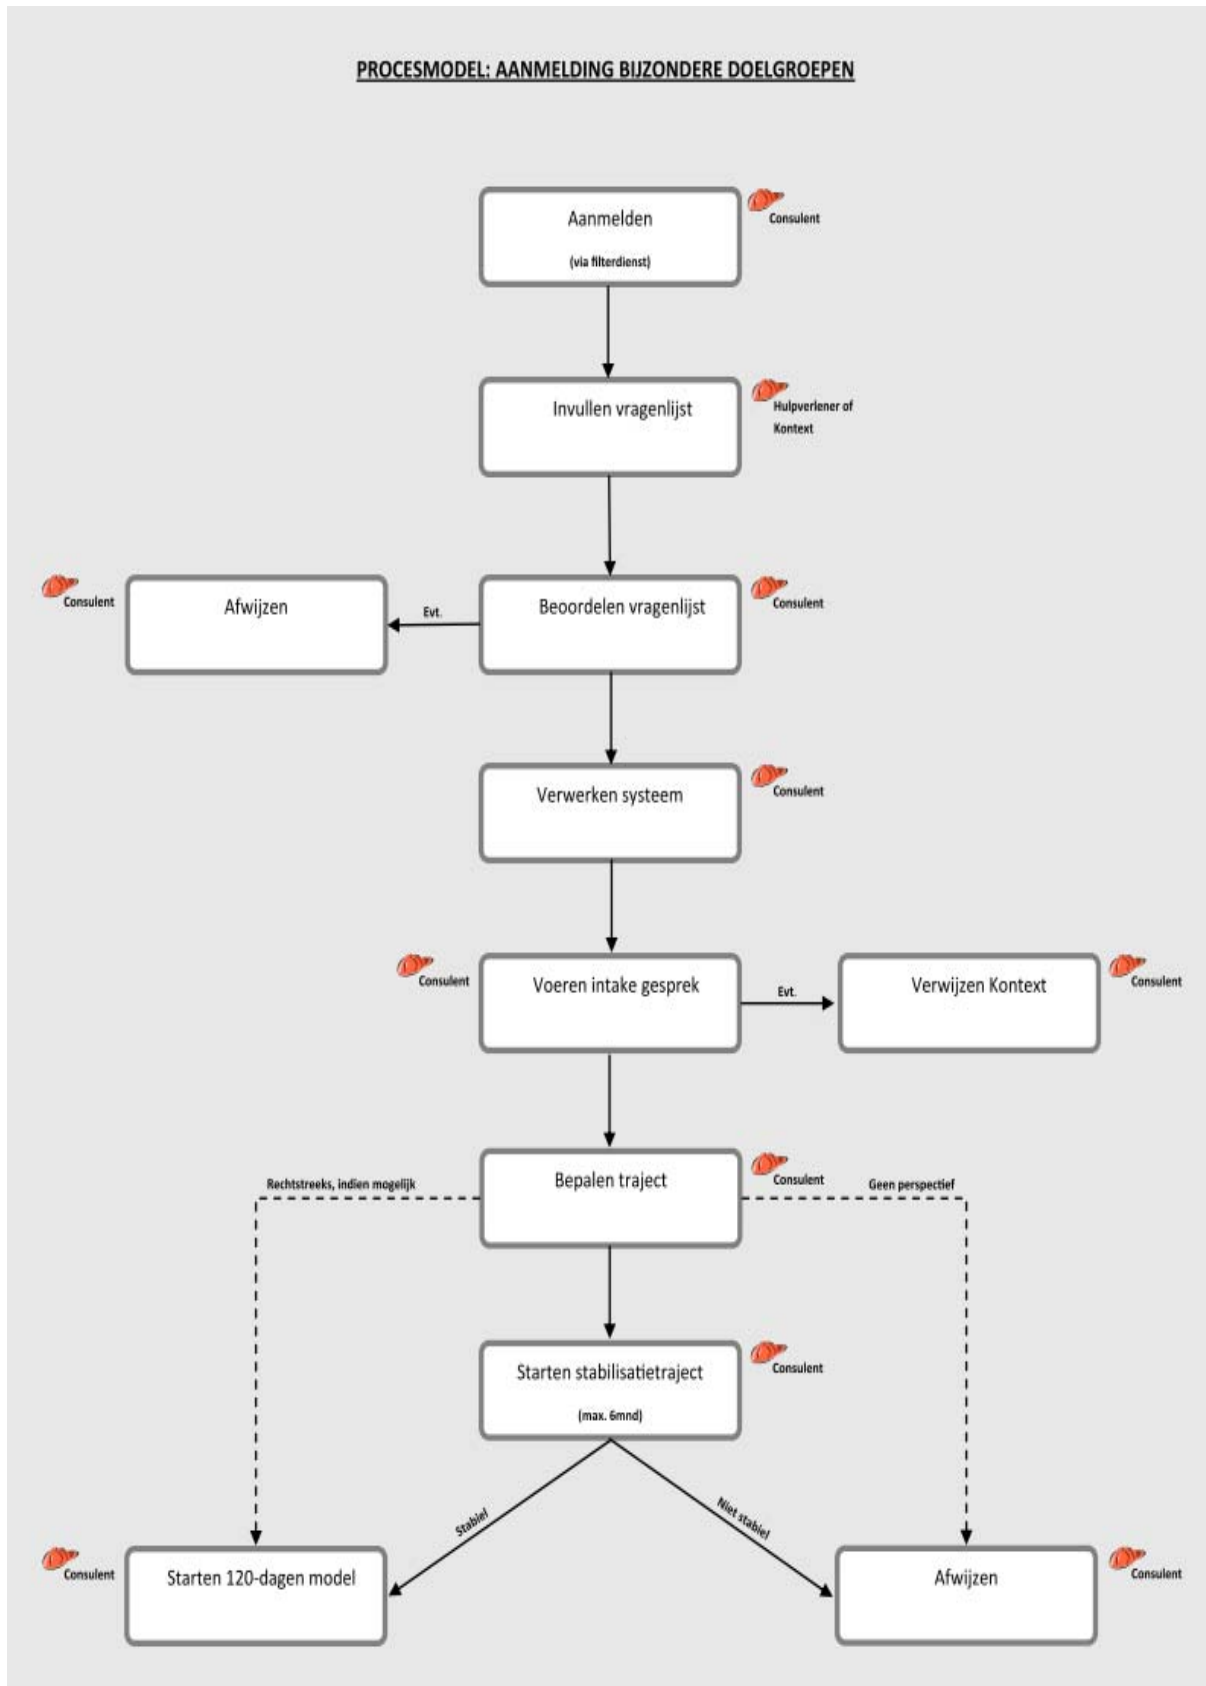 PROCESMODEL: AANMELDING BIJZONDERE DOELGROEPEN
Aanmelden
(via filterdienst)
Consulent
Invullen vragenlijst
Hulpverlener of
Kontext
Consulent
Afwijzen
Evt.
Beoordelen vragenlijst
Consulent
Verwerken systeem
Consulent
Consulent
Voeren intake gesprek
Evt.
Verwijzen Kontext
Consulent
Bepalen traject
Consulent
Rechtstreeks, indien mogelijk
Geen perspectief
Starten stabilisatietraject
(max. 6mnd)
Consulent
Stabiel
Niet stabiel
Consulent
Starten 120-dagen model
Afwijzen
Consulent